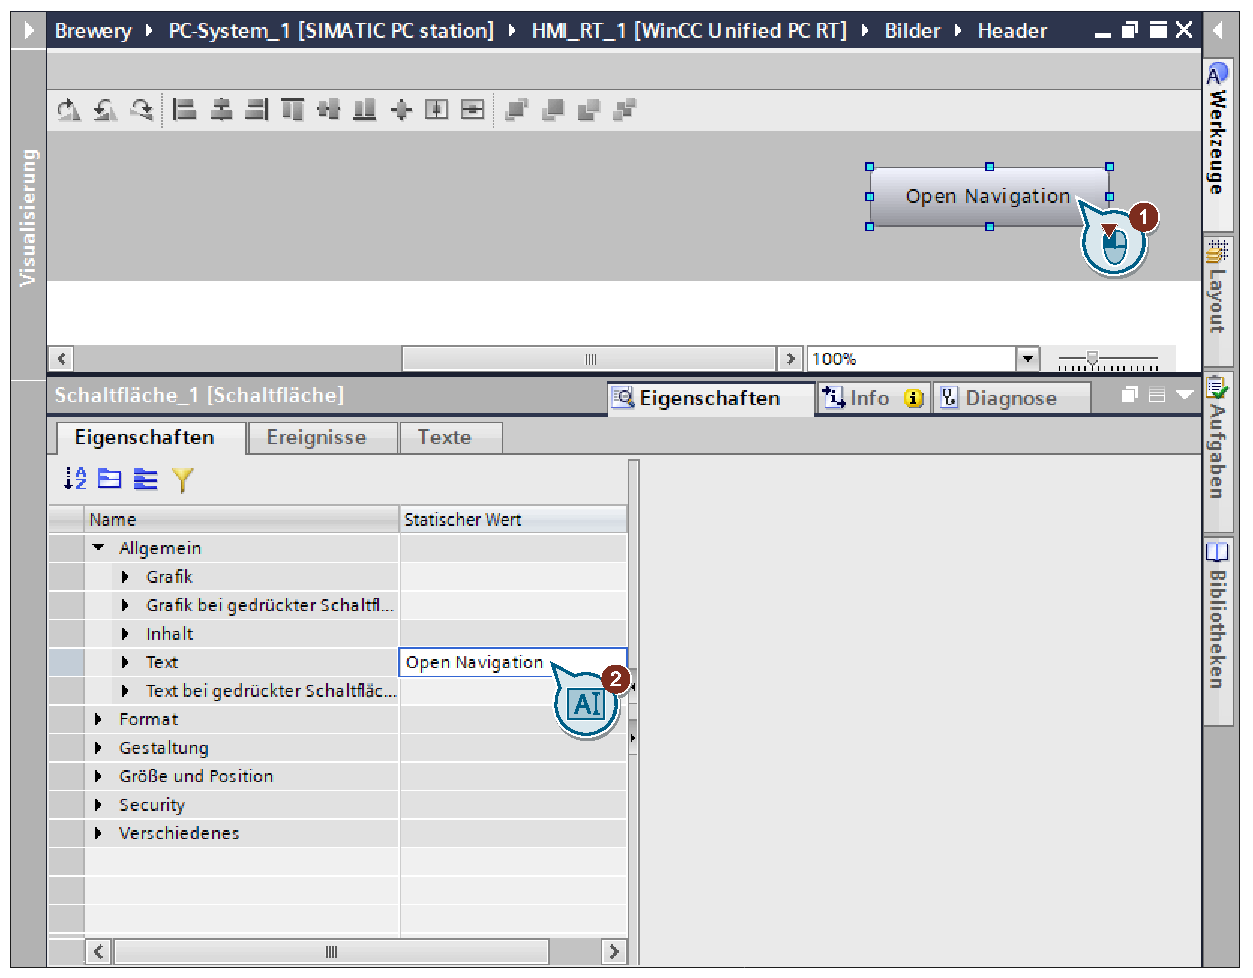 Brewery PC-System_1 [SIMATIC PC station] HMI_RT_1 [WinCC Unified PC RT] Bilder Header
Visualisierung
Open Navigation
1
100%
Schaltfläche_1 [Schaltfläche]
Eigenschaften
Info
Diagnose
Eigenschaften
Ereignisse
Texte
Name
Statischer Wert
Allgemein
Grafik
Grafik bei gedrückter Schaltfl...
Inhalt
Text
Open Navigation
2
AI
Text bei gedrückter Schaltfläc...
Format
Gestaltung
Größe und Position
Security
Verschiedenes
Werkzeuge
Layout
Aufgaben
Bibliotheken